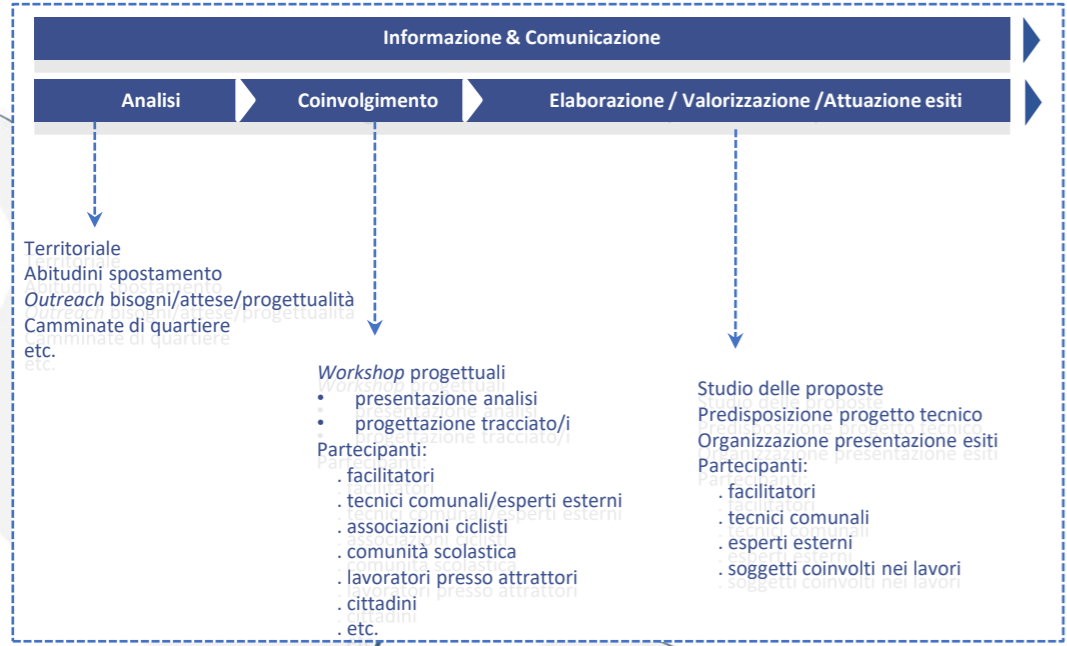 Informazione & Comunicazione
Analisi
Coinvolgimento
Elaborazione / Valorizzazione /Attuazione esiti
Territoriale
Abitudini spostamento
Outreach bisogni/attese/progettualità
Camminate di quartiere
etc.
Workshop progettuali
• presentazione analisi
• progettazione tracciato/i
Partecipanti:
. facilitatori
. tecnici comunali/esperti esterni
. associazioni ciclisti
. comunità scolastica
. lavoratori presso attrattori
. cittadini
. etc.
Studio delle proposte
Predisposizione progetto tecnico
Organizzazione presentazione esiti
Partecipanti:
. facilitatori
. tecnici comunali
. esperti esterni
. soggetti coinvolti nei lavori